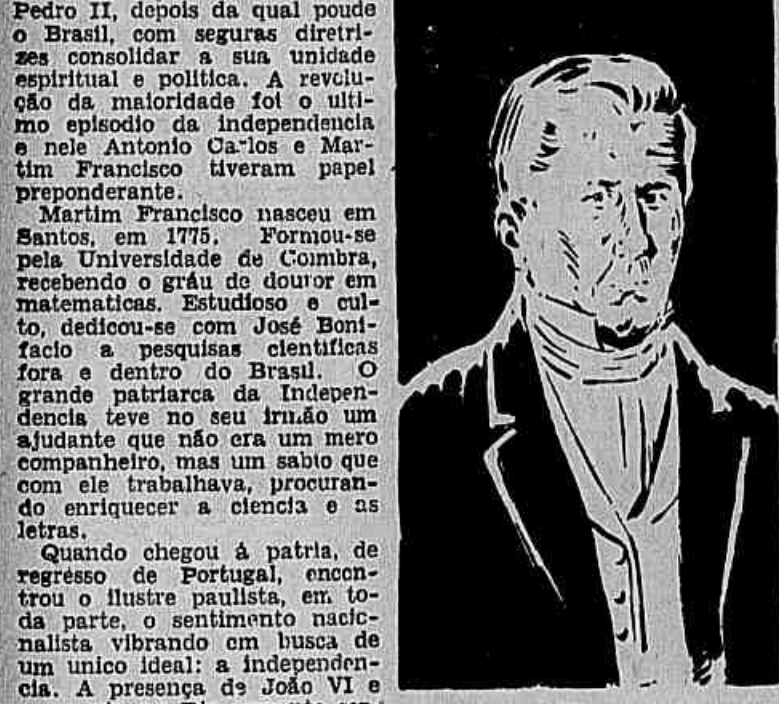 Pedro II, depois da qual poude
o Brasil, com seguras diretri-
zes consolidar a sua unidade
espiritual e politica. A revolu-
ção da maioridade foi o ulti-
mo episodio da independencia
e nele Antonio Carlos e Mar-
tim Francisco tiveram papel
preponderante.
Martim Francisco nasceu em
Santos, em 1775. Formou-se
pela Universidade de Coimbra,
recebendo o gráu de doutor em
matematicas. Estudioso e cul-
to, dedicou-se com José Boni-
facio a pesquisas cientificas
fora e dentro do Brasil. O
grande patriarca da Indepen-
dencia teve no seu irmão um
ajudante que não era um mero
companheiro, mas um sabio que
com ele trabalhava, procuran-
do enriquecer a ciencia e as
letras.
Quando chegou á patria, de
regresso de Portugal, encon-
trou o ilustre paulista, em to-
da parte, o sentimento nacio-
nalista vibrando em busca de
um unico ideal: a independen-
cia. A presença de João VI e